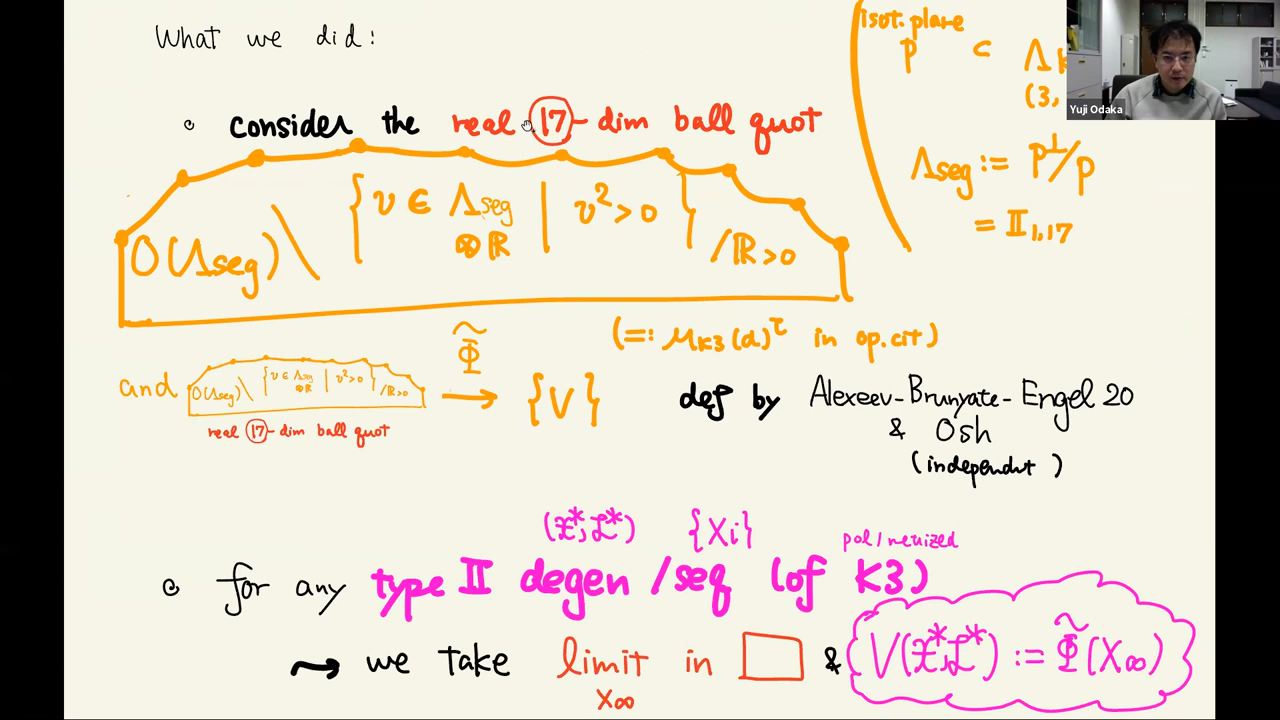 What we did:
isot. plane
p ⊂ Λ
(3,
Yuji Odaka
• consider the real 17-dim ball quot
Λseg := p⊥/p
= II1,17
O(Λseg) \ { v ∈ Λseg ⊗ ℝ | v² > 0 } / ℝ>0
(=: MK3(d)^τ in op.cit)
and O(Λseg) \ { v ∈ Λseg ⊗ ℝ | v² > 0 } / ℝ>0 → {V}
Φ̃
real 17-dim ball quot
def by Alexeev-Brunyate-Engel 20
& Osh
(independnt)
(𝒳*, ℒ*) {Xi} pol/
• for any type II degen /seq (of K3)
⤳ we take limit in □ & V(𝒳*, ℒ*) := Φ̃(X∞)
X∞